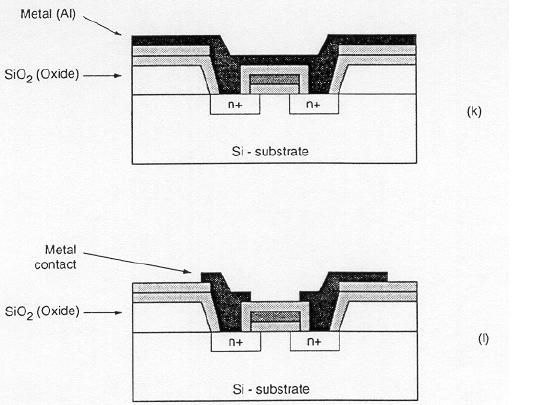 Metal (Al)
SiO2 (Oxide)
n+ n+
(k)
Si - substrate
Metal
contact
SiO2 (Oxide)
n+ n+
(l)
Si - substrate